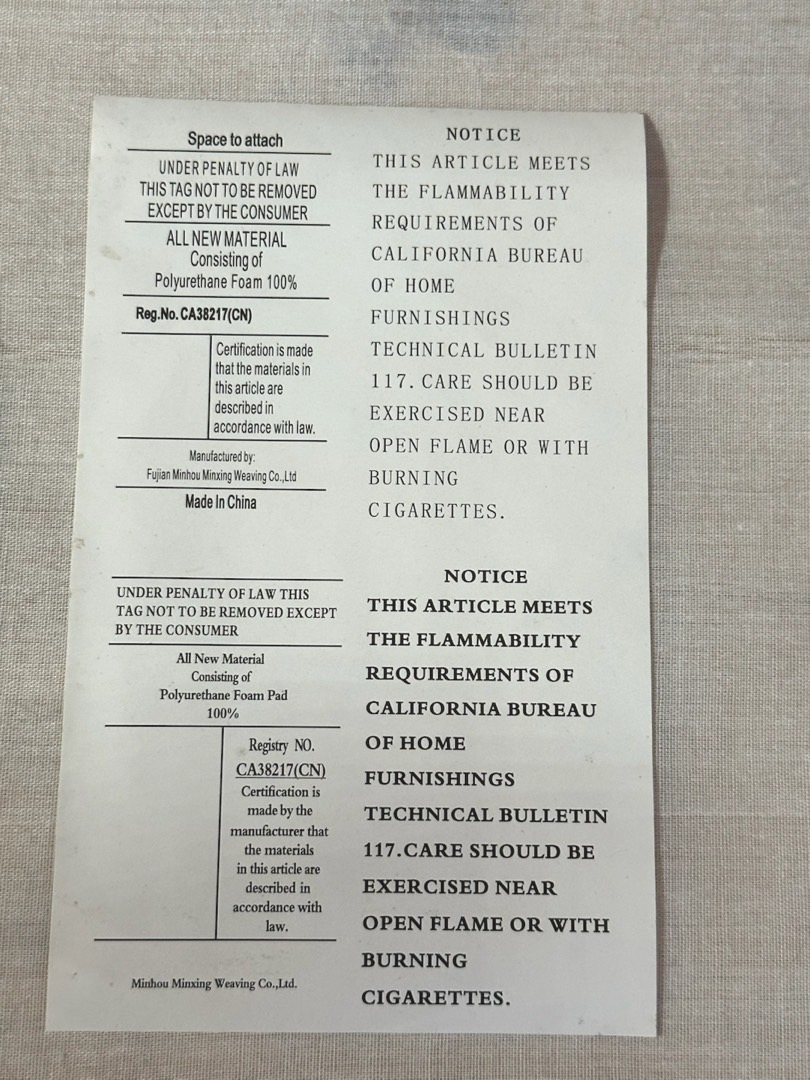 Space to attach
UNDER PENALTY OF LAW
THIS TAG NOT TO BE REMOVED
EXCEPT BY THE CONSUMER
ALL NEW MATERIAL
Consisting of
Polyurethane Foam 100%
Reg.No. CA38217(CN)
Certification is made
that the materials in
this article are
described in
accordance with law.
Manufactured by:
Fujian Minhou Minxing Weaving Co.,Ltd
Made In China
NOTICE
THIS ARTICLE MEETS
THE FLAMMABILITY
REQUIREMENTS OF
CALIFORNIA BUREAU
OF HOME
FURNISHINGS
TECHNICAL BULLETIN
117. CARE SHOULD BE
EXERCISED NEAR
OPEN FLAME OR WITH
BURNING
CIGARETTES.
UNDER PENALTY OF LAW THIS
TAG NOT TO BE REMOVED EXCEPT
BY THE CONSUMER
All New Material
Consisting of
Polyurethane Foam Pad
100%
Registry NO.
CA38217(CN)
Certification is
made by the
manufacturer that
the materials
in this article are
described in
accordance with
law.
Minhou Minxing Weaving Co.,Ltd.
NOTICE
THIS ARTICLE MEETS
THE FLAMMABILITY
REQUIREMENTS OF
CALIFORNIA BUREAU
OF HOME
FURNISHINGS
TECHNICAL BULLETIN
117.CARE SHOULD BE
EXERCISED NEAR
OPEN FLAME OR WITH
BURNING
CIGARETTES.